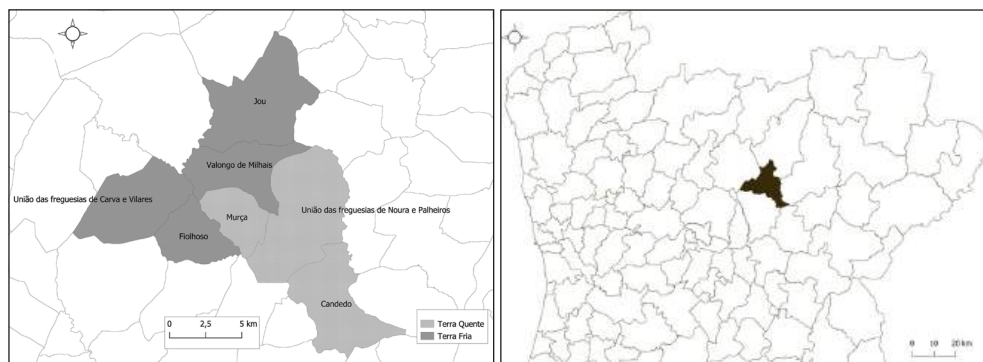 Jou
Valongo de Milhais
União das freguesias de Carva e Vilares
União das freguesias de Noura e Palheiros
Murça
Fiolhoso
Candedo
0 2,5 5 km
Terra Quente
Terra Fria
0 10 20 km